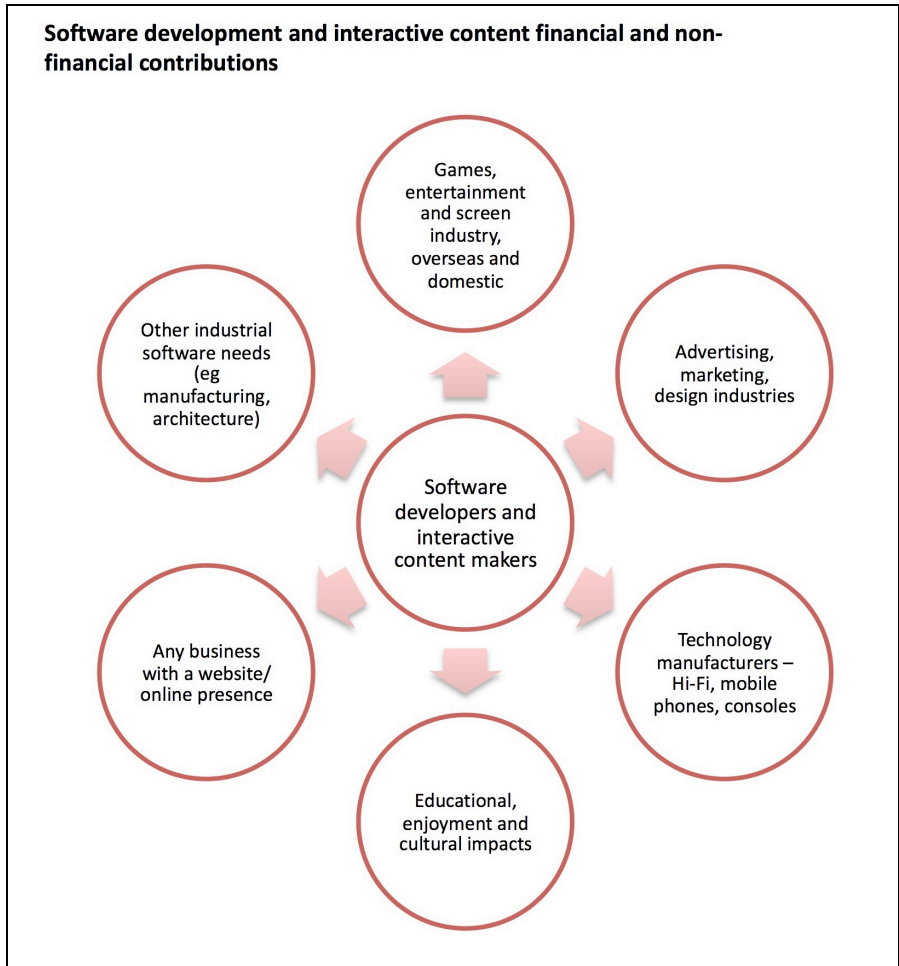 Software development and interactive content financial and non-
financial contributions
Games,
entertainment
and screen
industry,
overseas and
domestic
Other industrial
software needs
(eg
manufacturing,
architecture)
Advertising,
marketing,
design industries
Software
developers and
interactive
content makers
Any business
with a website/
online presence
Technology
manufacturers –
Hi-Fi, mobile
phones, consoles
Educational,
enjoyment and
cultural impacts